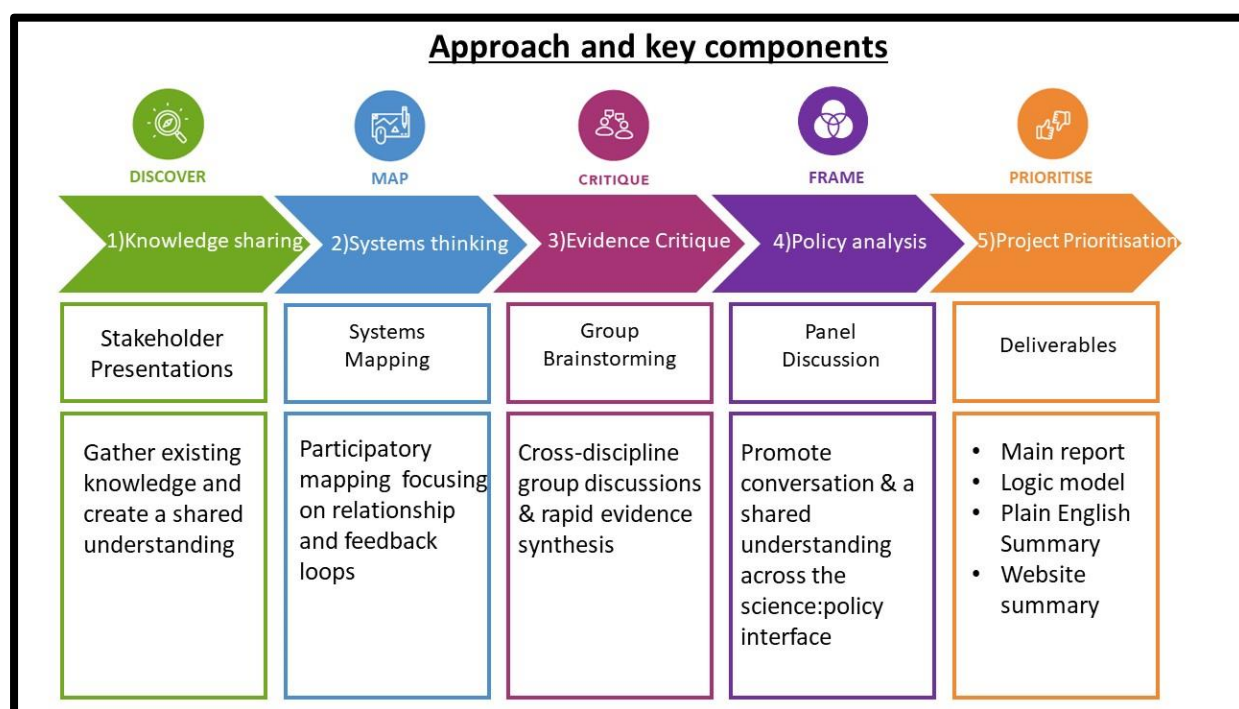 Approach and key components
DISCOVER
MAP
CRITIQUE
FRAME
PRIORITISE
1)Knowledge sharing
2)Systems thinking
3)Evidence Critique
4)Policy analysis
5)Project Prioritisation
Stakeholder
Presentations
Systems
Mapping
Group
Brainstorming
Panel
Discussion
Deliverables
Gather existing
knowledge and
create a shared
understanding
Participatory
mapping focusing
on relationship
and feedback
loops
Cross-discipline
group discussions
& rapid evidence
synthesis
Promote
conversation & a
shared
understanding
across the
science:policy
interface
• Main report
• Logic model
• Plain English
Summary
• Website
summary